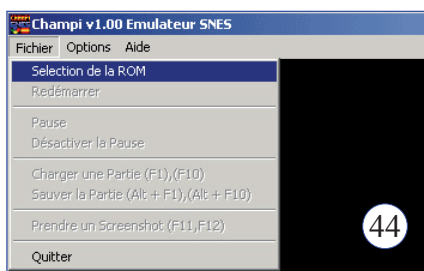 Champi v1.00 Emulateur SNES
Fichier Options Aide
Selection de la ROM
Redémarrer
Pause
Désactiver la Pause
Charger une Partie (F1),(F10)
Sauver la Partie (Alt + F1),(Alt + F10)
Prendre un Screenshot (F11,F12)
Quitter
44